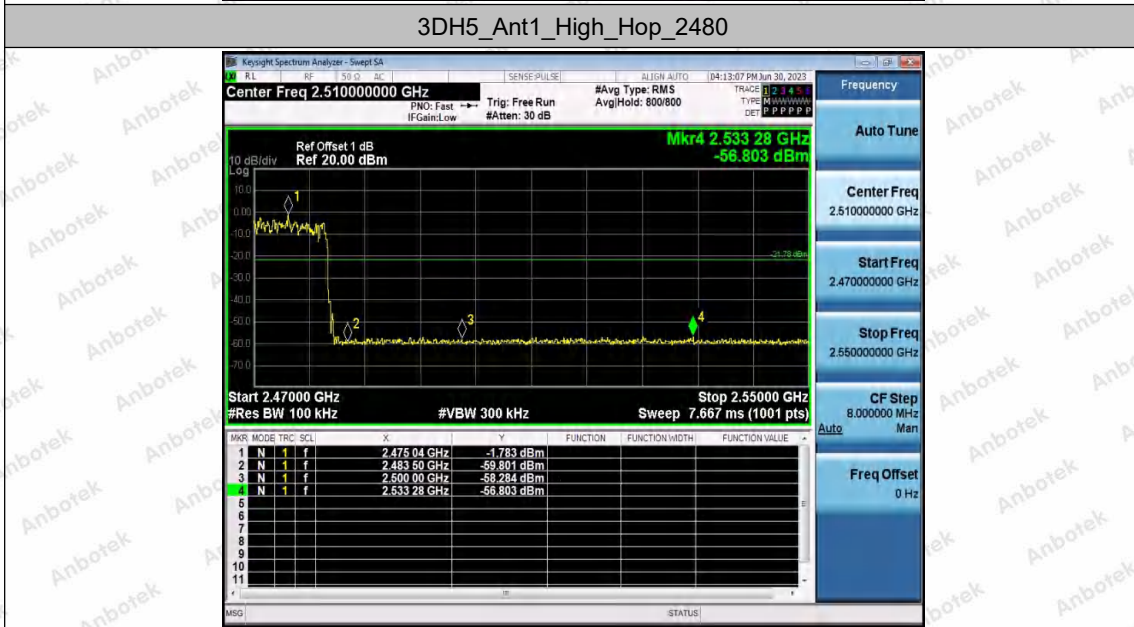 3DH5_Ant1_High_Hop_2480
Keysight Spectrum Analyzer - Swept SA
RL RF 50 Ω AC SENSE:PULSE ALIGN AUTO 04:13:07 PM Jun 30, 2023
Center Freq 2.510000000 GHz
PNO: Fast
IFGain:Low
Trig: Free Run
#Atten: 30 dB
#Avg Type: RMS
Avg|Hold: 800/800
TRACE 1 2 3 4 5 6
TYPE M W W W W W
DET P P P P P P
Mkr4 2.533 28 GHz
-56.803 dBm
Ref Offset 1 dB
10 dB/div Ref 20.00 dBm
Log
10.0
0.00
-10.0
-20.0
-30.0
-40.0
-50.0
-60.0
-70.0
1
2
3
4
-21.78 dBm
Start 2.47000 GHz Stop 2.55000 GHz
#Res BW 100 kHz #VBW 300 kHz Sweep 7.667 ms (1001 pts)
MKR MODE TRC SCL X Y FUNCTION FUNCTION WIDTH FUNCTION VALUE
1 N 1 f 2.475 04 GHz -1.783 dBm
2 N 1 f 2.483 50 GHz -59.801 dBm
3 N 1 f 2.500 00 GHz -58.284 dBm
4 N 1 f 2.533 28 GHz -56.803 dBm
5
6
7
8
9
10
11
MSG STATUS
Frequency
Auto Tune
Center Freq
2.510000000 GHz
Start Freq
2.470000000 GHz
Stop Freq
2.550000000 GHz
CF Step
8.000000 MHz
Auto Man
Freq Offset
0 Hz
Anbotek